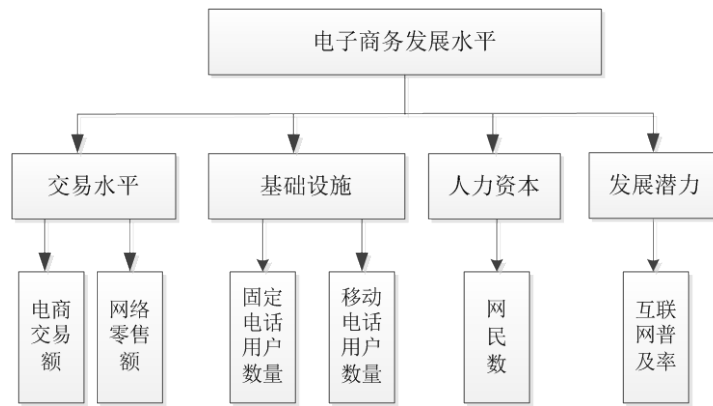 电子商务发展水平
交易水平
基础设施
人力资本
发展潜力
电商
交易
额
网络
零售
额
固定
电话
用户
数量
移动
电话
用户
数量
网
民
数
互联
网普
及率